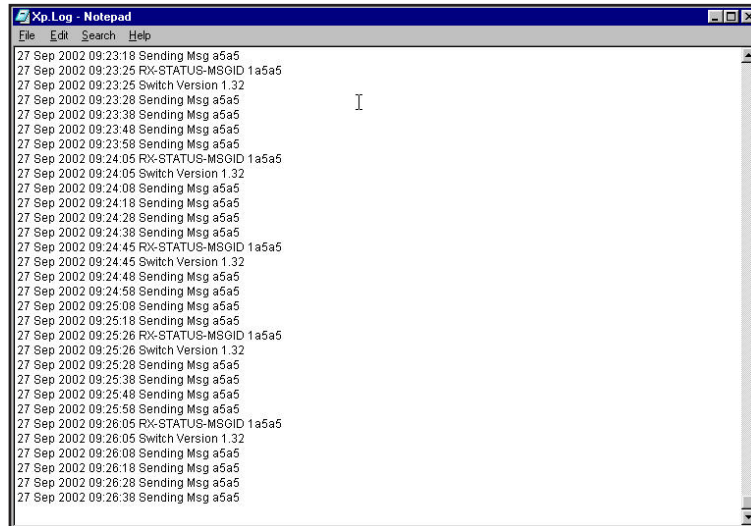 Xp.Log - Notepad
File Edit Search Help
27 Sep 2002 09:23:18 Sending Msg a5a5
27 Sep 2002 09:23:25 RX-STATUS-MSGID 1a5a5
27 Sep 2002 09:23:25 Switch Version 1.32
27 Sep 2002 09:23:28 Sending Msg a5a5
27 Sep 2002 09:23:38 Sending Msg a5a5
27 Sep 2002 09:23:48 Sending Msg a5a5
27 Sep 2002 09:23:58 Sending Msg a5a5
27 Sep 2002 09:24:05 RX-STATUS-MSGID 1a5a5
27 Sep 2002 09:24:05 Switch Version 1.32
27 Sep 2002 09:24:08 Sending Msg a5a5
27 Sep 2002 09:24:18 Sending Msg a5a5
27 Sep 2002 09:24:28 Sending Msg a5a5
27 Sep 2002 09:24:38 Sending Msg a5a5
27 Sep 2002 09:24:45 RX-STATUS-MSGID 1a5a5
27 Sep 2002 09:24:45 Switch Version 1.32
27 Sep 2002 09:24:48 Sending Msg a5a5
27 Sep 2002 09:24:58 Sending Msg a5a5
27 Sep 2002 09:25:08 Sending Msg a5a5
27 Sep 2002 09:25:18 Sending Msg a5a5
27 Sep 2002 09:25:26 RX-STATUS-MSGID 1a5a5
27 Sep 2002 09:25:26 Switch Version 1.32
27 Sep 2002 09:25:28 Sending Msg a5a5
27 Sep 2002 09:25:38 Sending Msg a5a5
27 Sep 2002 09:25:48 Sending Msg a5a5
27 Sep 2002 09:25:58 Sending Msg a5a5
27 Sep 2002 09:26:05 RX-STATUS-MSGID 1a5a5
27 Sep 2002 09:26:05 Switch Version 1.32
27 Sep 2002 09:26:08 Sending Msg a5a5
27 Sep 2002 09:26:18 Sending Msg a5a5
27 Sep 2002 09:26:28 Sending Msg a5a5
27 Sep 2002 09:26:38 Sending Msg a5a5